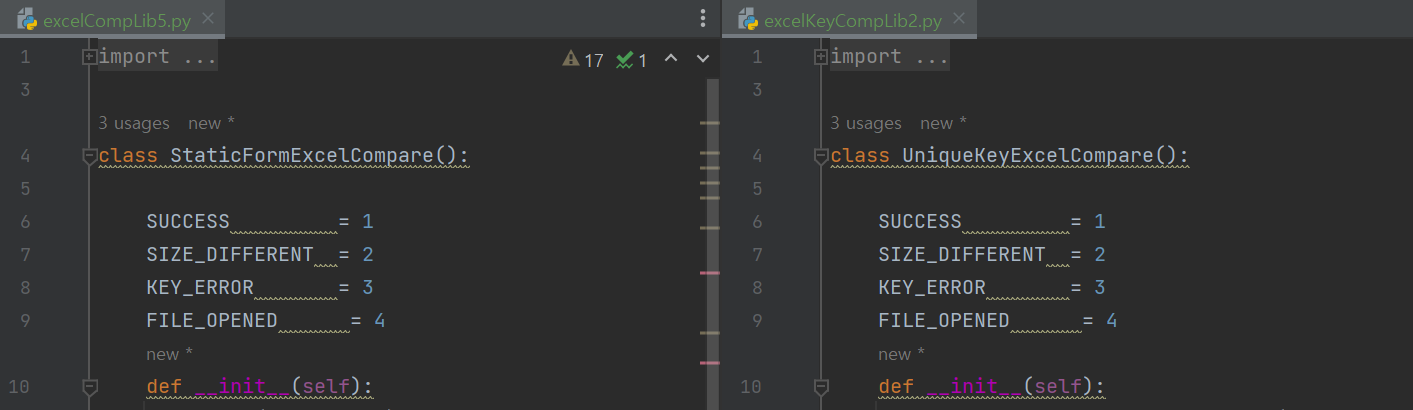 excelCompLib5.py
1 import ...
17 1
3
3 usages new *
4 class StaticFormExcelCompare():
5
6 SUCCESS = 1
7 SIZE_DIFFERENT = 2
8 KEY_ERROR = 3
9 FILE_OPENED = 4
new *
10 def __init__(self):
excelKeyCompLib2.py
1 import ...
3
3 usages new *
4 class UniqueKeyExcelCompare():
5
6 SUCCESS = 1
7 SIZE_DIFFERENT = 2
8 KEY_ERROR = 3
9 FILE_OPENED = 4
new *
10 def __init__(self):